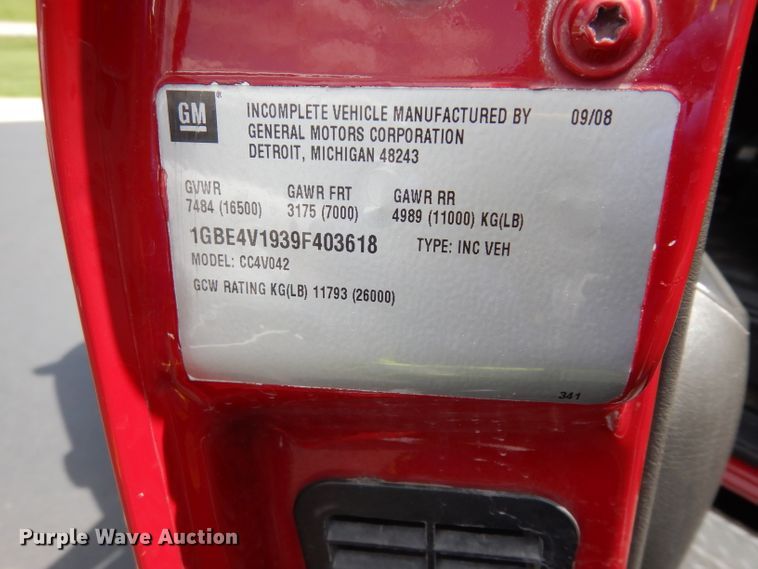 GM ®
INCOMPLETE VEHICLE MANUFACTURED BY 09/08
GENERAL MOTORS CORPORATION
DETROIT, MICHIGAN 48243
GVWR GAWR FRT GAWR RR
7484 (16500) 3175 (7000) 4989 (11000) KG(LB)
1GBE4V1939F403618 TYPE: INC VEH
MODEL: CC4V042
GCW RATING KG(LB) 11793 (26000)
341
Purple Wave Auction